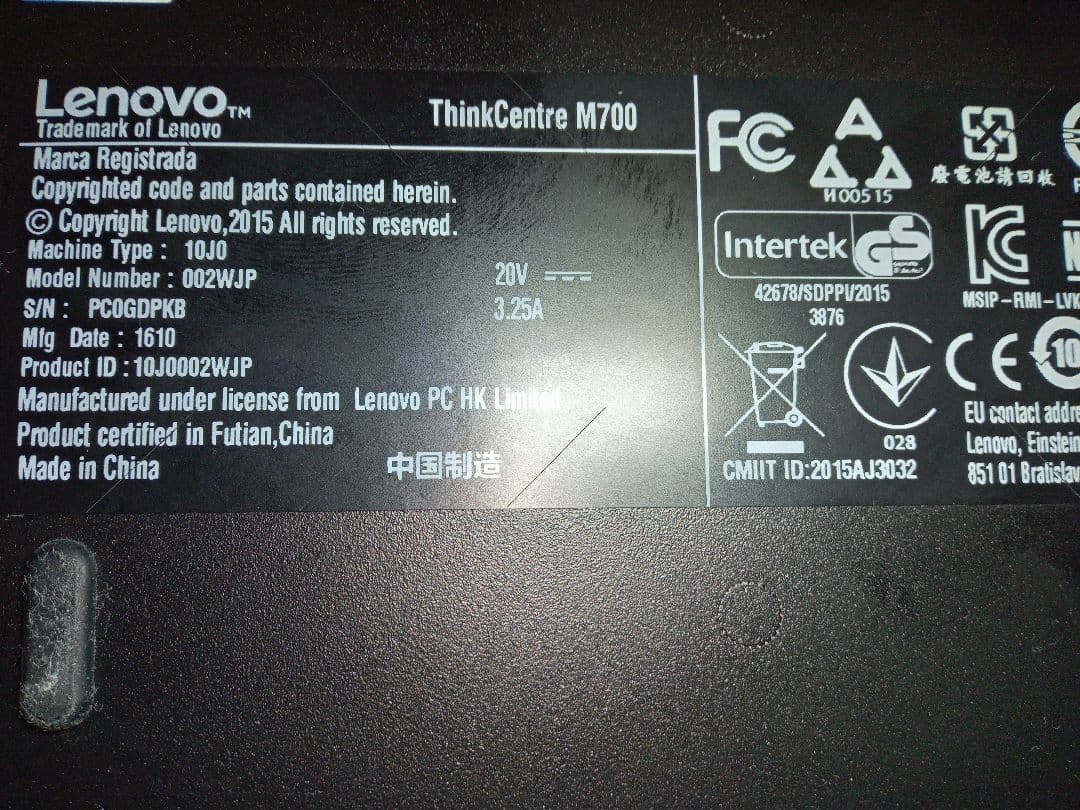 Lenovo™
Trademark of Lenovo
ThinkCentre M700
Marca Registrada
Copyrighted code and parts contained herein.
© Copyright Lenovo,2015 All rights reserved.
Machine Type : 10J0
Model Number : 002WJP
S/N : PC0GDPKB
Mfg Date : 1610
Product ID : 10J0002WJP
20V
3.25A
Manufactured under license from Lenovo PC HK Limited
Product certified in Futian,China
Made in China
中国制造
FC
A
H00515
廢電池請回收
Intertek GS
42678/SDPPI/2015
3876
KC
MSIP-RMI-LVK
028
CE
10
CMIIT ID:2015AJ3032
EU contact addre
Lenovo, Einstein
851 01 Bratislav